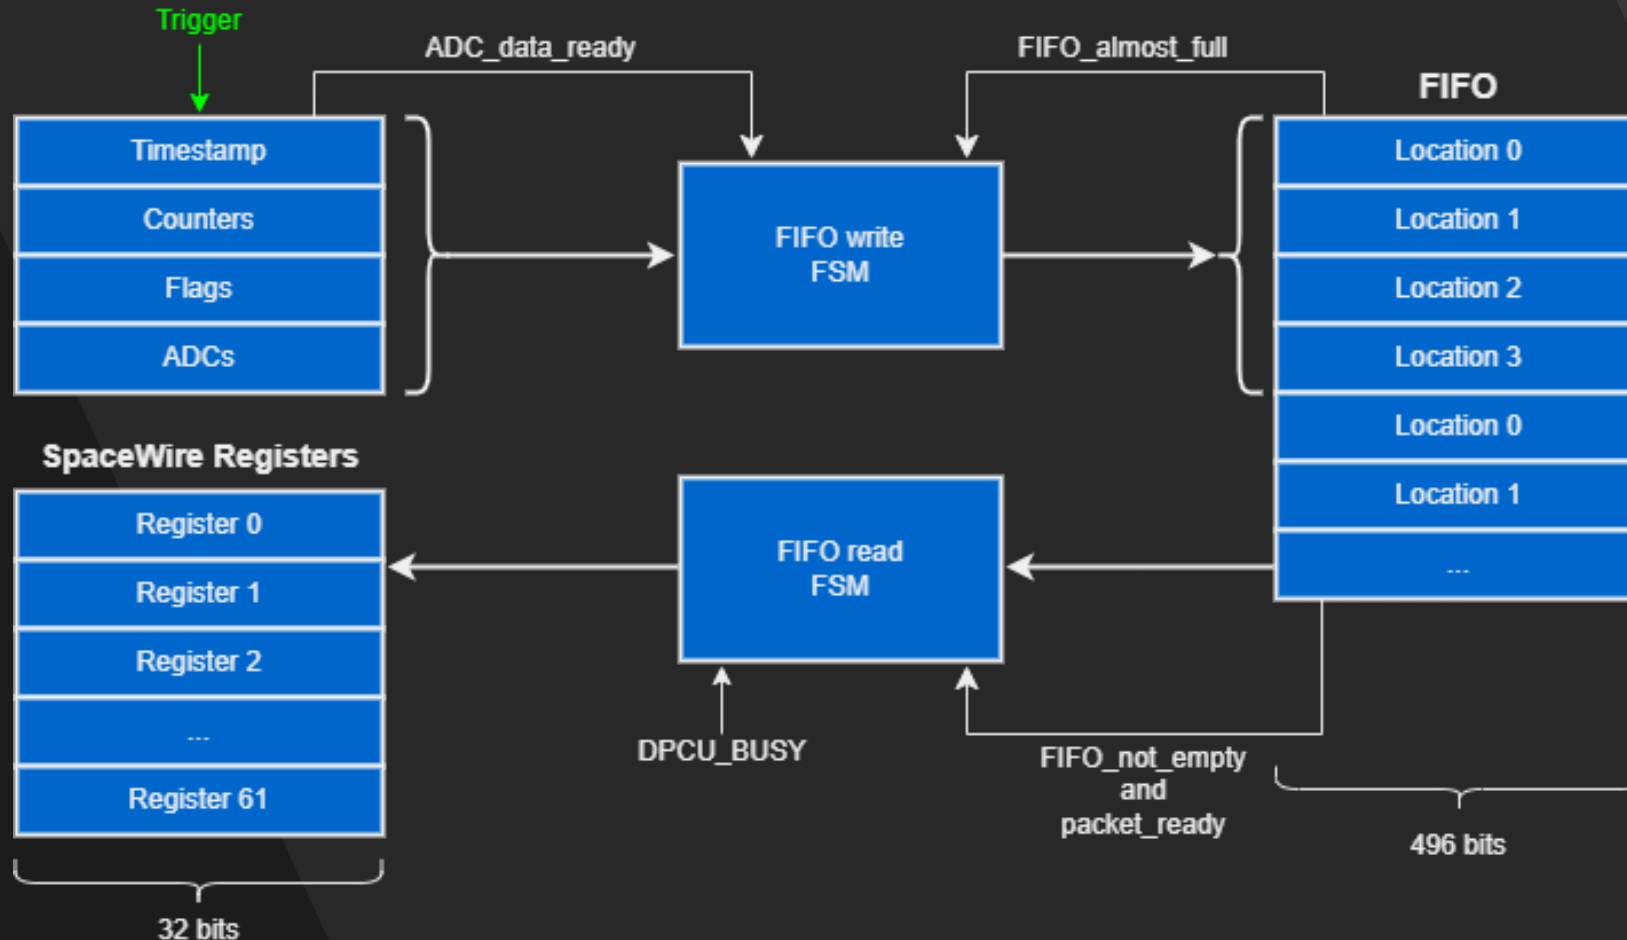 Trigger
ADC_data_ready
FIFO_almost_full
FIFO
Timestamp
Counters
Flags
ADCs
FIFO write
FSM
Location 0
Location 1
Location 2
Location 3
Location 0
Location 1
...
SpaceWire Registers
Register 0
Register 1
Register 2
...
Register 61
32 bits
FIFO read
FSM
DPCU_BUSY
FIFO_not_empty
and
packet_ready
496 bits